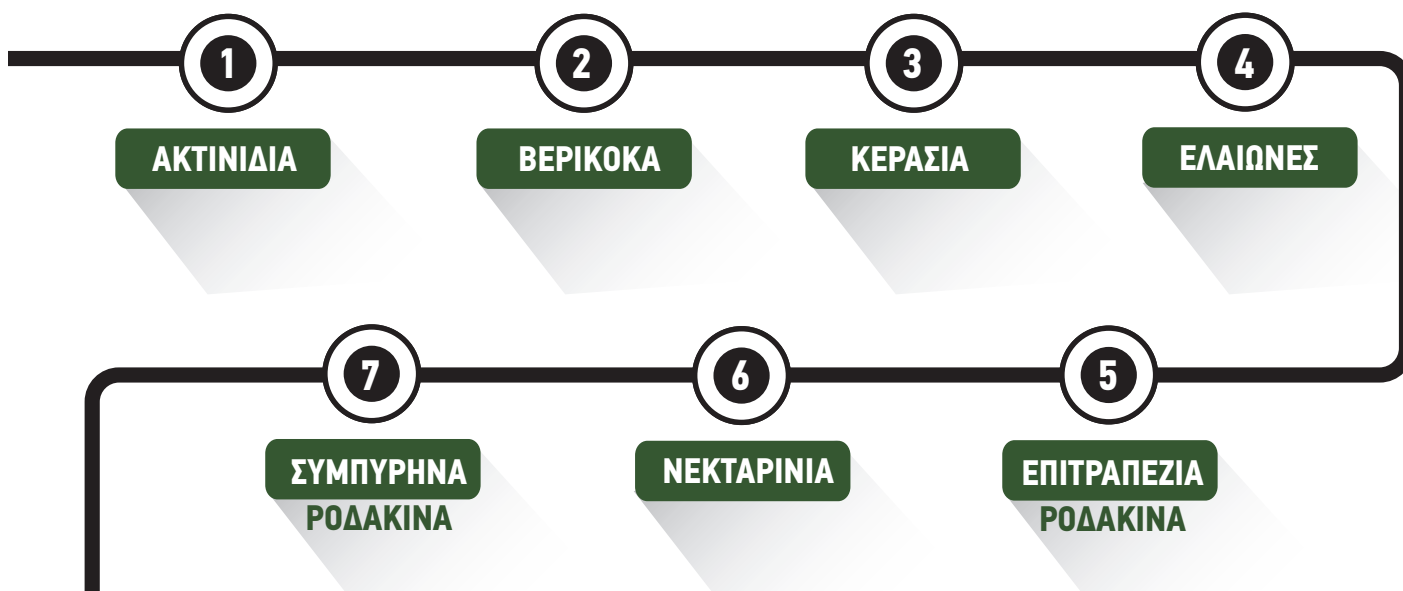 1
ΑΚΤΙΝΙΔΙΑ
2
ΒΕΡΙΚΟΚΑ
3
ΚΕΡΑΣΙΑ
4
ΕΛΑΙΩΝΕΣ
5
ΕΠΙΤΡΑΠΕΖΙΑ
ΡΟΔΑΚΙΝΑ
6
ΝΕΚΤΑΡΙΝΙΑ
7
ΣΥΜΠΥΡΗΝΑ
ΡΟΔΑΚΙΝΑ